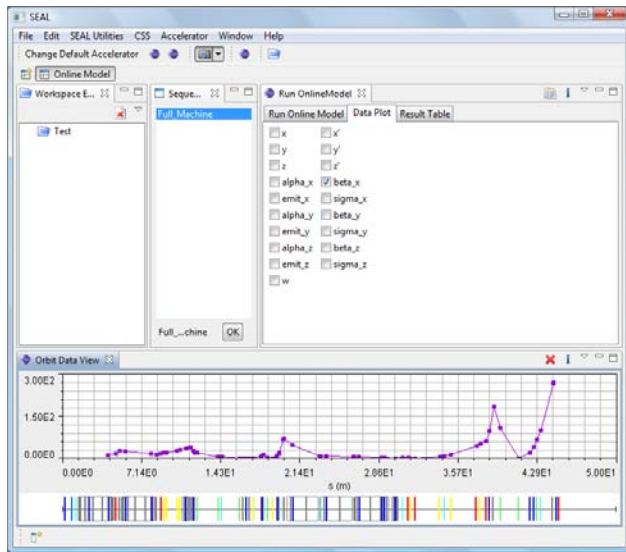 SEAL
File Edit SEAL Utilities CSS Accelerator Window Help
Change Default Accelerator
Online Model
Workspace E...
Test
Seque...
Full_Machine
Full_...chine OK
Run OnlineModel
Run Online Model Data Plot Result Table
x x'
y y'
z z'
alpha_x beta_x
emit_x sigma_x
alpha_y beta_y
emit_y sigma_y
alpha_z beta_z
emit_z sigma_z
w
Orbit Data View
3.00E2
1.50E2
0.00E0
0.00E0 7.14E0 1.43E1 2.14E1 2.86E1 3.57E1 4.29E1 5.00E1
s (m)